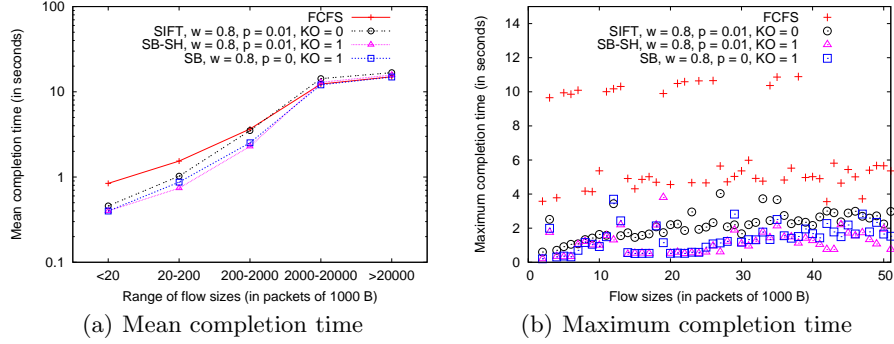 Mean completion time (in seconds)
100
10
1
0.1
FCFS
SIFT, w = 0.8, p = 0.01, KO = 0
SB-SH, w = 0.8, p = 0.01, KO = 1
SB, w = 0.8, p = 0, KO = 1
<20 20-200 200-2000 2000-20000 >20000
Range of flow sizes (in packets of 1000 B)
(a) Mean completion time
Maximum completion time (in seconds)
14
12
10
8
6
4
2
0
FCFS
SIFT, w = 0.8, p = 0.01, KO = 0
SB-SH, w = 0.8, p = 0.01, KO = 1
SB, w = 0.8, p = 0, KO = 1
0 10 20 30 40 50
Flow sizes (in packets of 1000 B)
(b) Maximum completion time